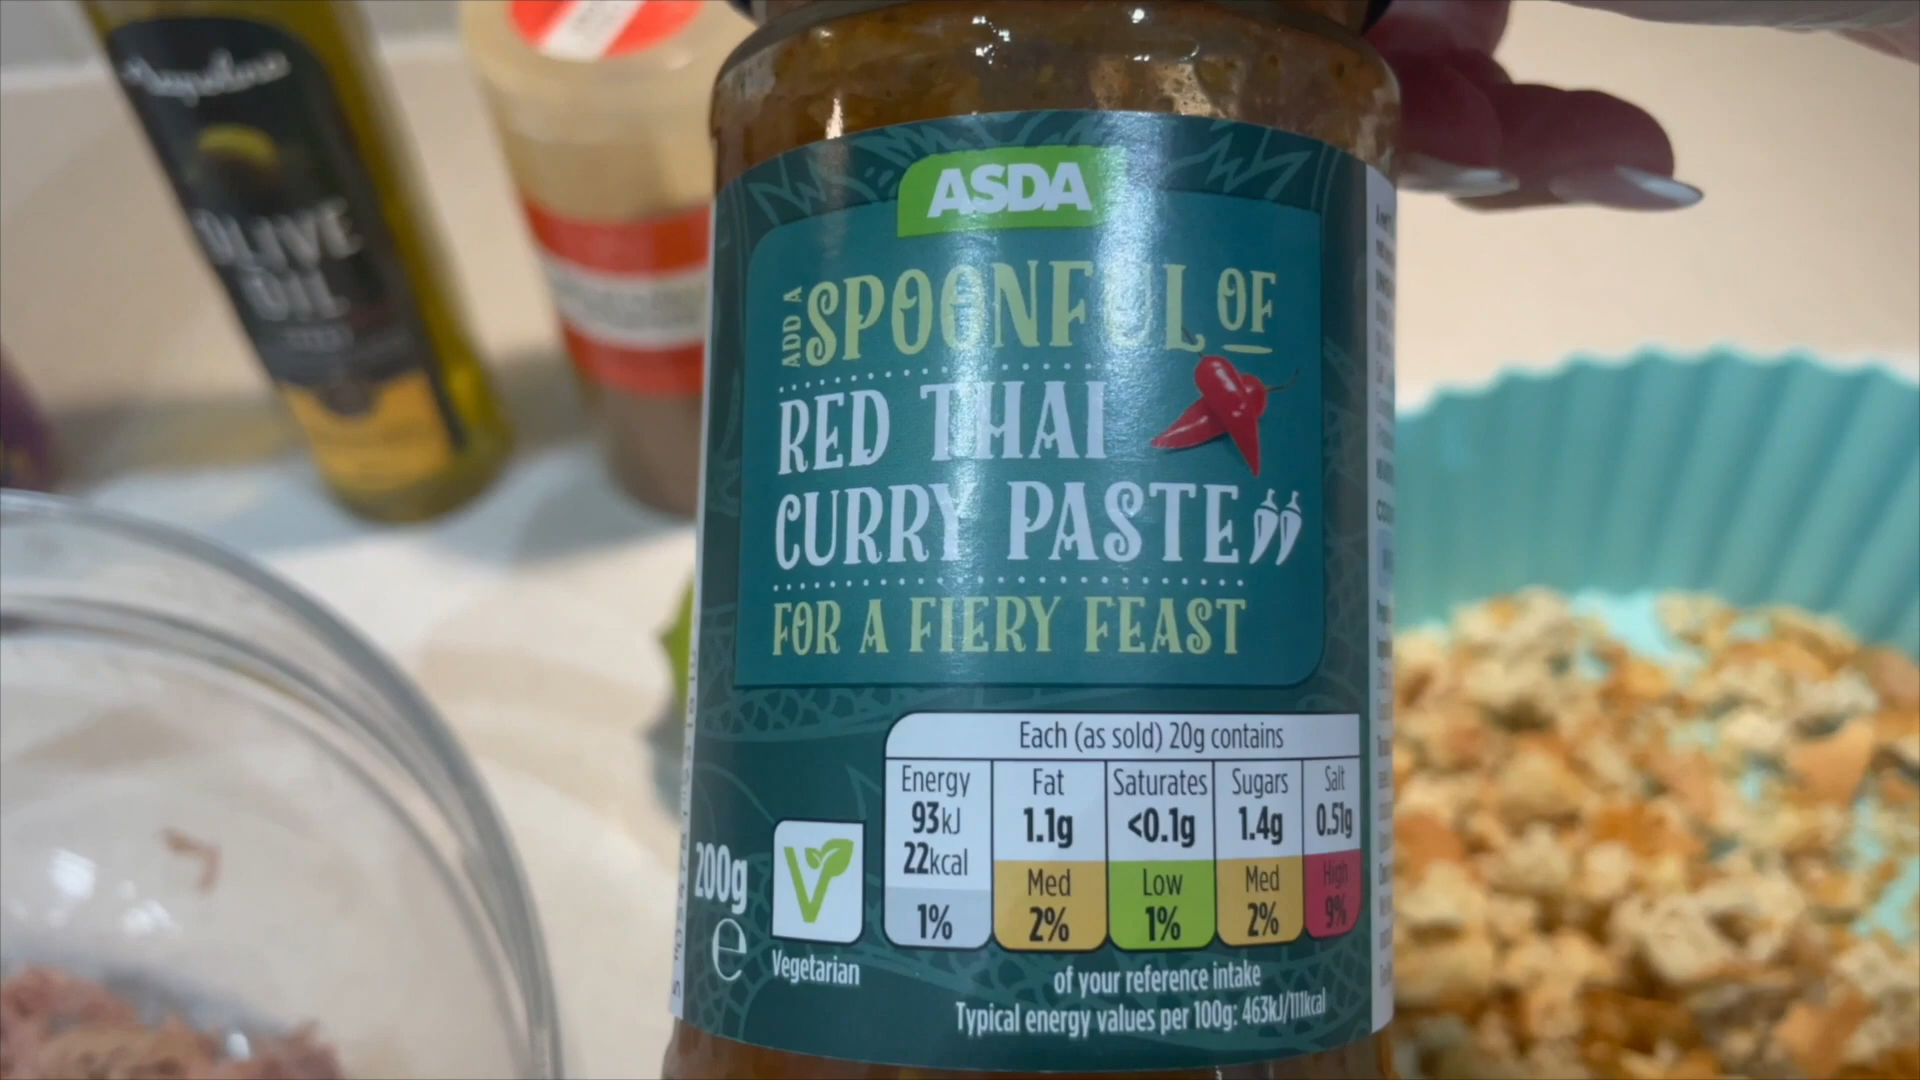 OLIVE
OIL
ASDA
ADD A SPOONFUL OF
RED THAI
CURRY PASTE
FOR A FIERY FEAST
Each (as sold) 20g contains
Energy Fat Saturates Sugars Salt
93kJ 1.1g <0.1g 1.4g 0.51g
22kcal
Med Low Med High
1% 2% 1% 2% 9%
200g
e
Vegetarian
of your reference intake
Typical energy values per 100g: 463kJ/111kcal